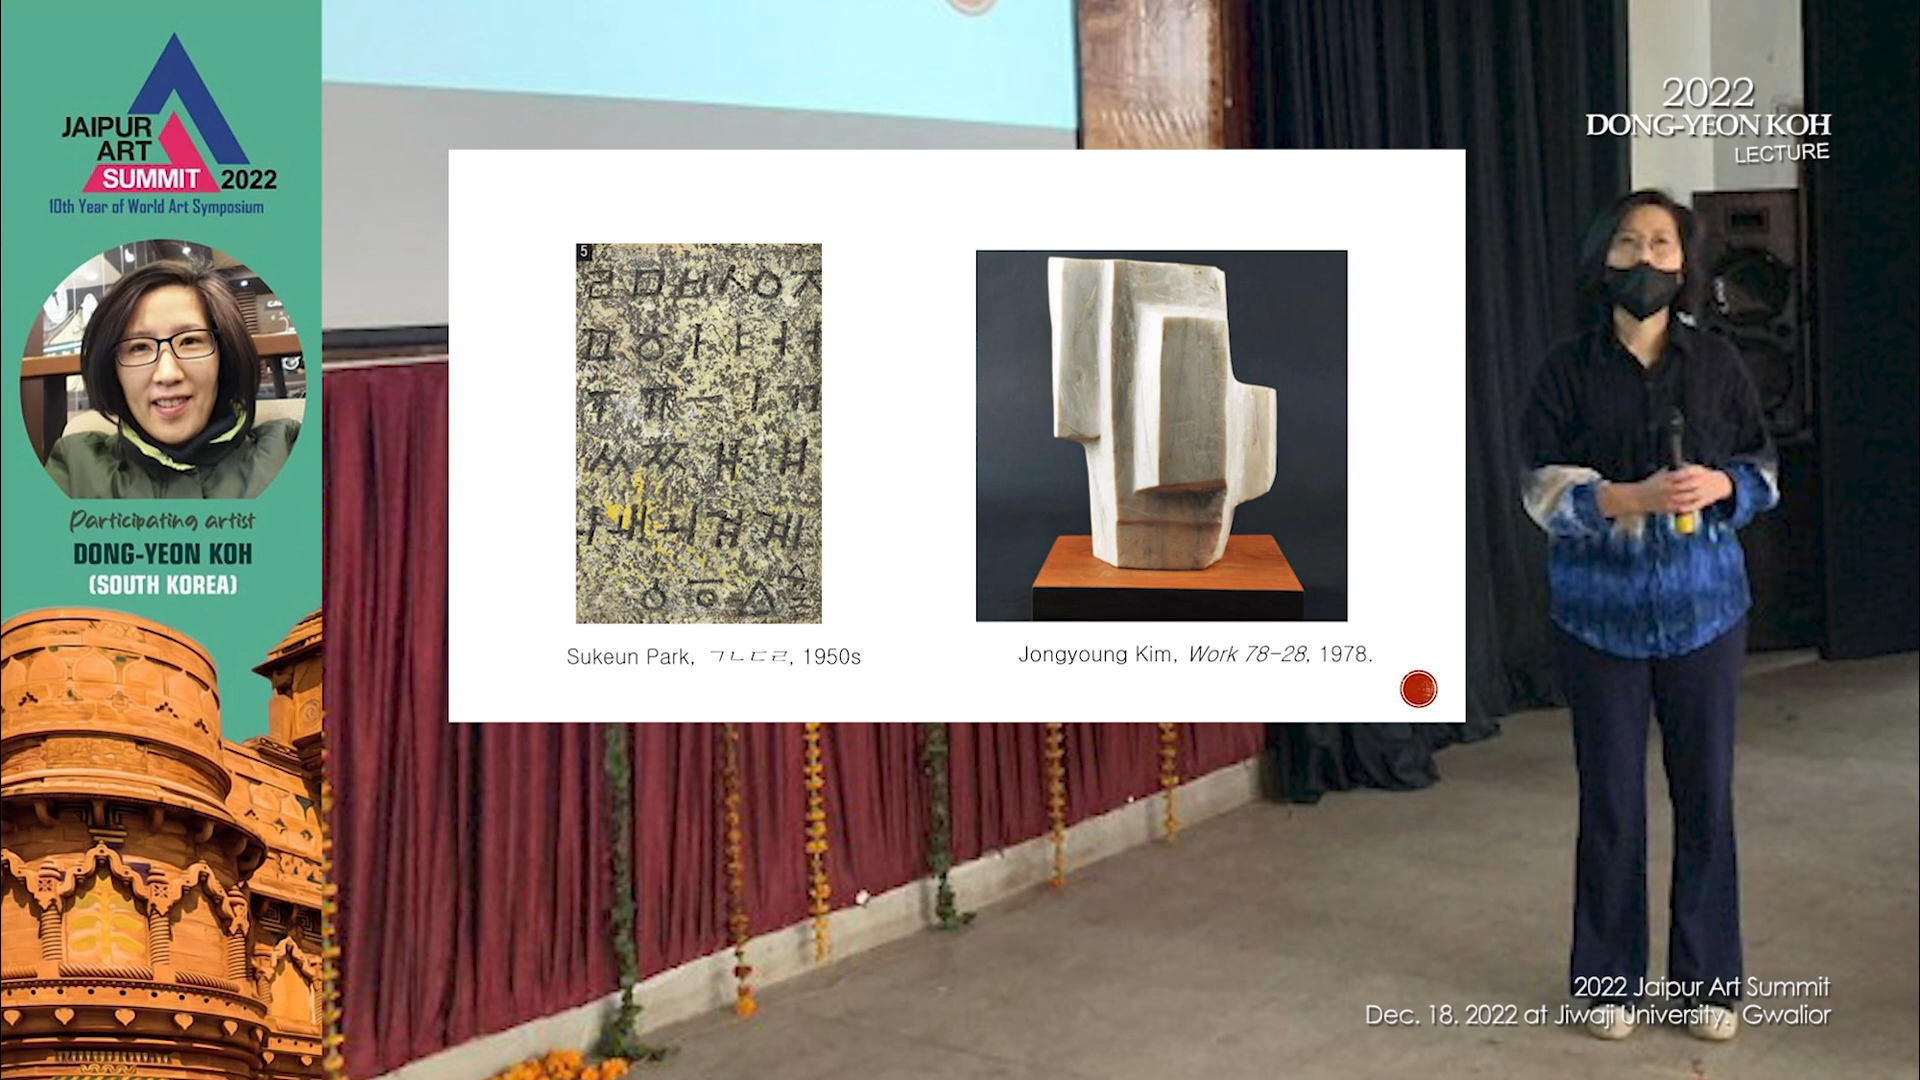 JAIPUR
ART
SUMMIT 2022
10th Year of World Art Symposium
Participating artist
DONG-YEON KOH
(SOUTH KOREA)
5
ㄹㅁㅂㅅㅇㅈ
Sukeun Park, ㄱㄴㄷㄹ, 1950s
Jongyoung Kim, Work 78-28, 1978.
2022
DONG-YEON KOH
LECTURE
2022 Jaipur Art Summit
Dec. 18. 2022 at Jiwaji University, Gwalior